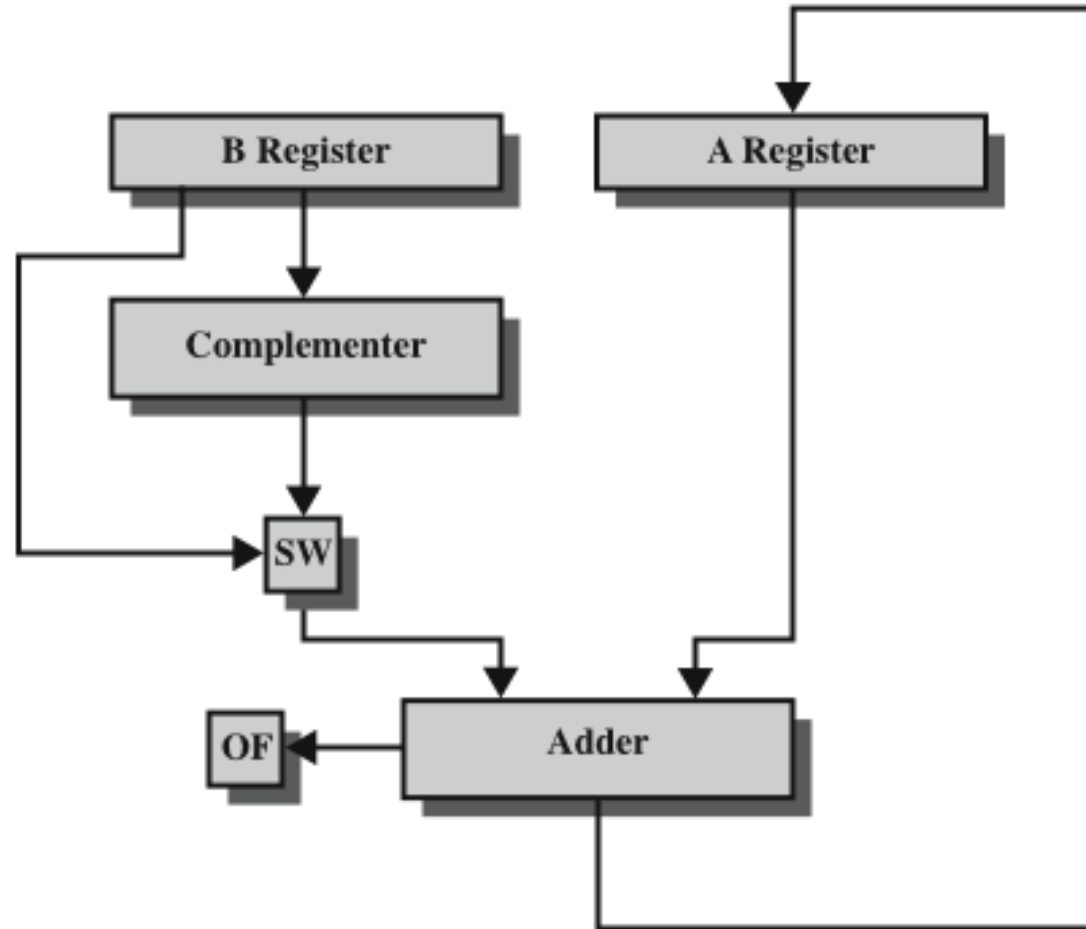 B Register
A Register
Complementer
SW
OF
Adder